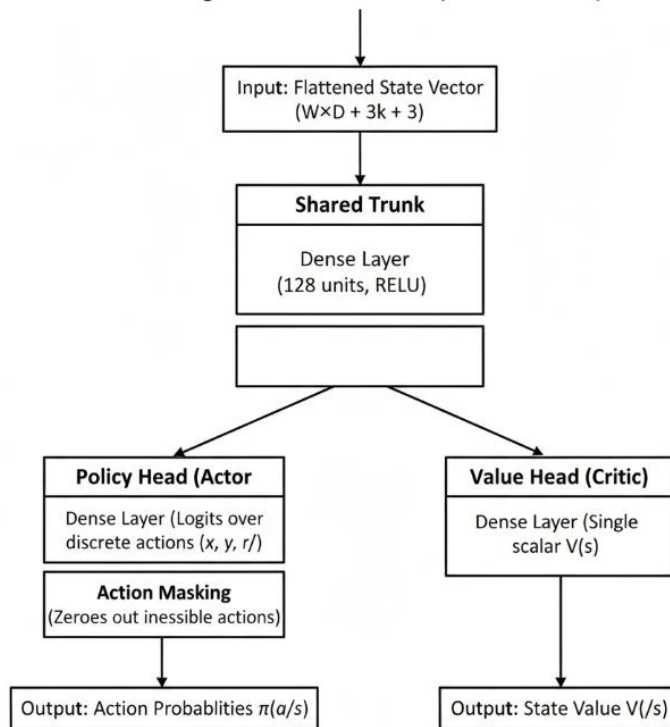 Input: Flattened State Vector
(W×D + 3k + 3)
Shared Trunk
Dense Layer
(128 units, RELU)
Policy Head (Actor
Dense Layer (Logits over
discrete actions (x, y, r/)
Action Masking
(Zeroes out inessible actions)
Output: Action Probablities π(a/s)
Value Head (Critic)
Dense Layer (Single
scalar V(s)
Output: State Value V(/s)